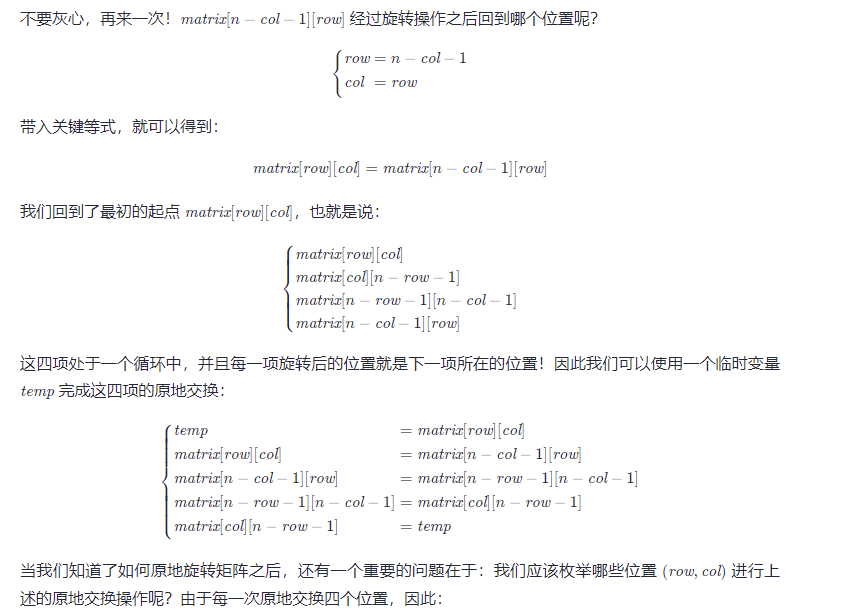 不要灰心，再来一次！matrix[n − col − 1][row] 经过旋转操作之后回到哪个位置呢？
row = n − col − 1
col = row
带入关键等式，就可以得到：
matrix[row][col] = matrix[n − col − 1][row]
我们回到了最初的起点 matrix[row][col]，也就是说：
matrix[row][col]
matrix[col][n − row − 1]
matrix[n − row − 1][n − col − 1]
matrix[n − col − 1][row]
这四项处于一个循环中，并且每一项旋转后的位置就是下一项所在的位置！因此我们可以使用一个临时变量
temp 完成这四项的原地交换：
temp = matrix[row][col]
matrix[row][col] = matrix[n − col − 1][row]
matrix[n − col − 1][row] = matrix[n − row − 1][n − col − 1]
matrix[n − row − 1][n − col − 1] = matrix[col][n − row − 1]
matrix[col][n − row − 1] = temp
当我们知道了如何原地旋转矩阵之后，还有一个重要的问题在于：我们应该枚举哪些位置 (row, col) 进行上
述的原地交换操作呢？由于每一次原地交换四个位置，因此：